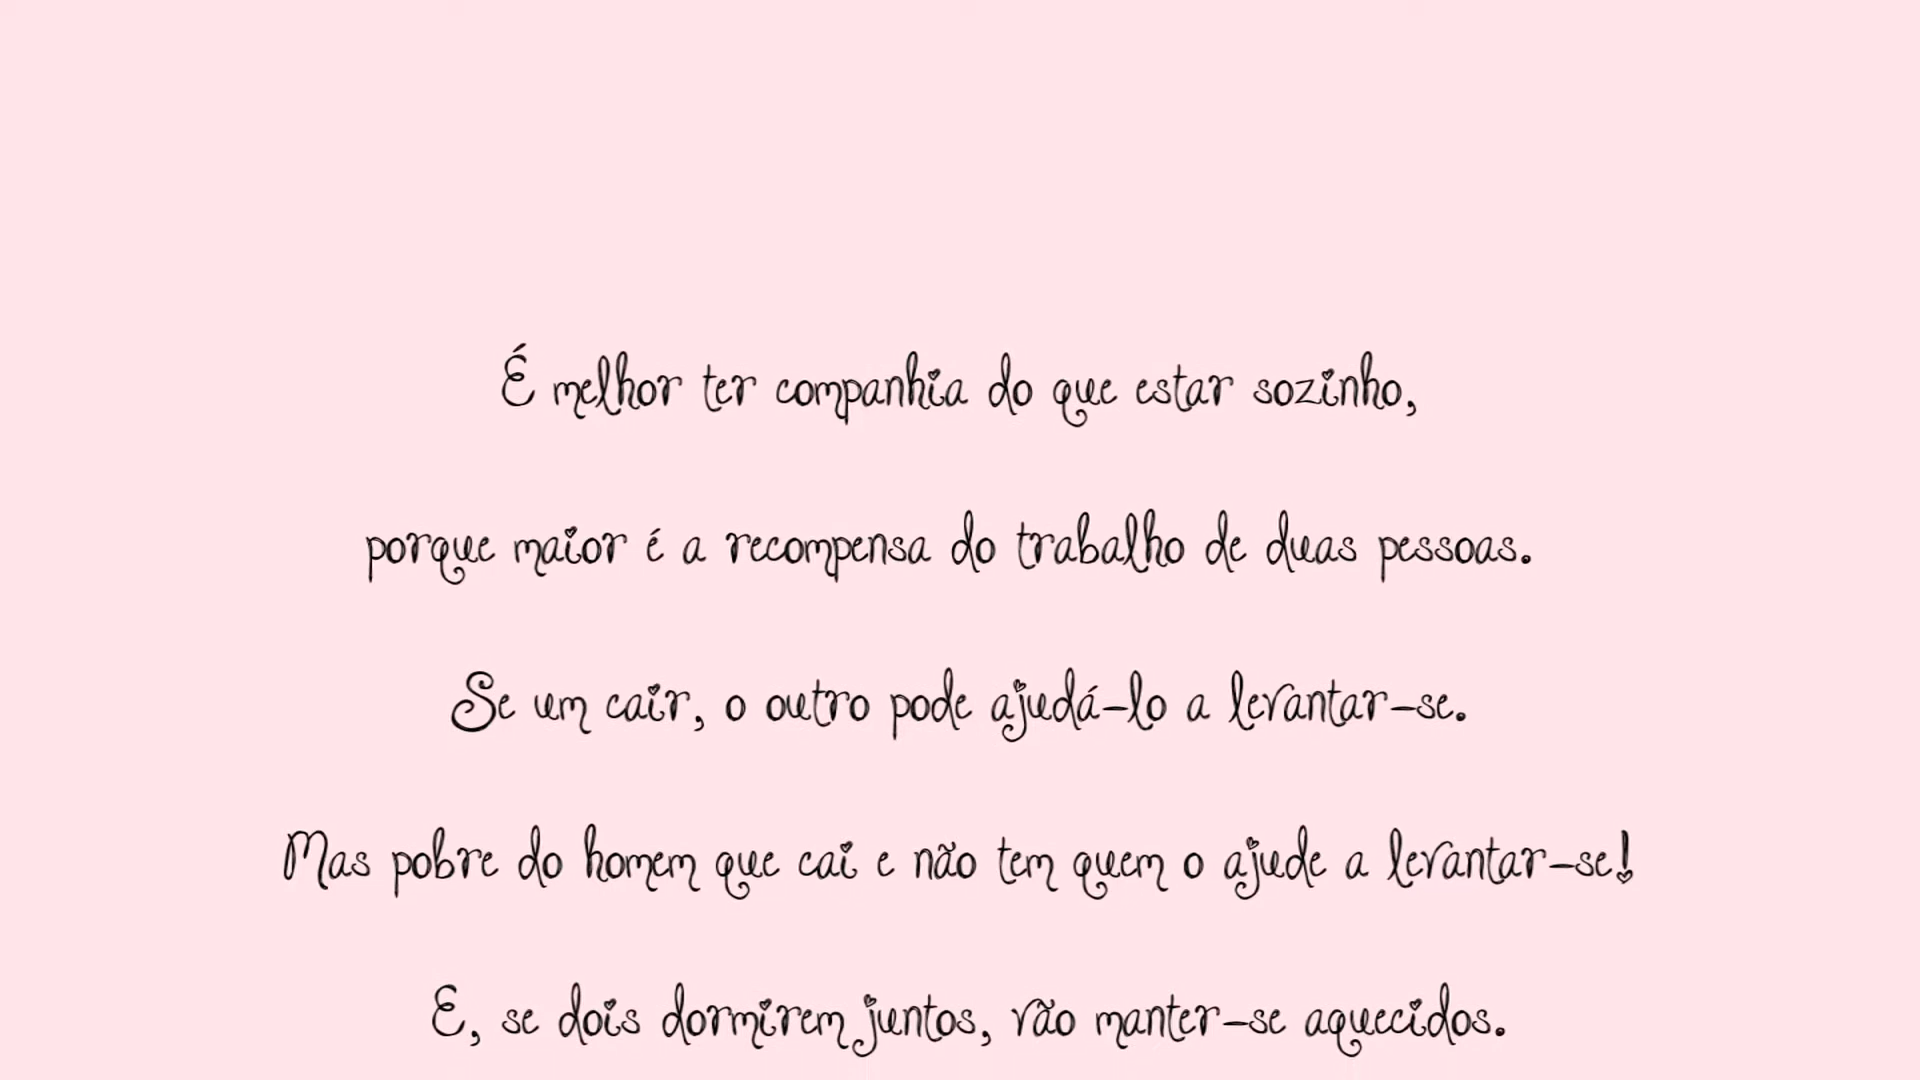 É melhor ter companhia do que estar sozinho,
porque maior é a recompensa do trabalho de duas pessoas.
Se um cair, o outro pode ajudá-lo a levantar-se.
Mas pobre do homem que cai e não tem quem o ajude a levantar-se!
E, se dois dormirem juntos, vão manter-se aquecidos.